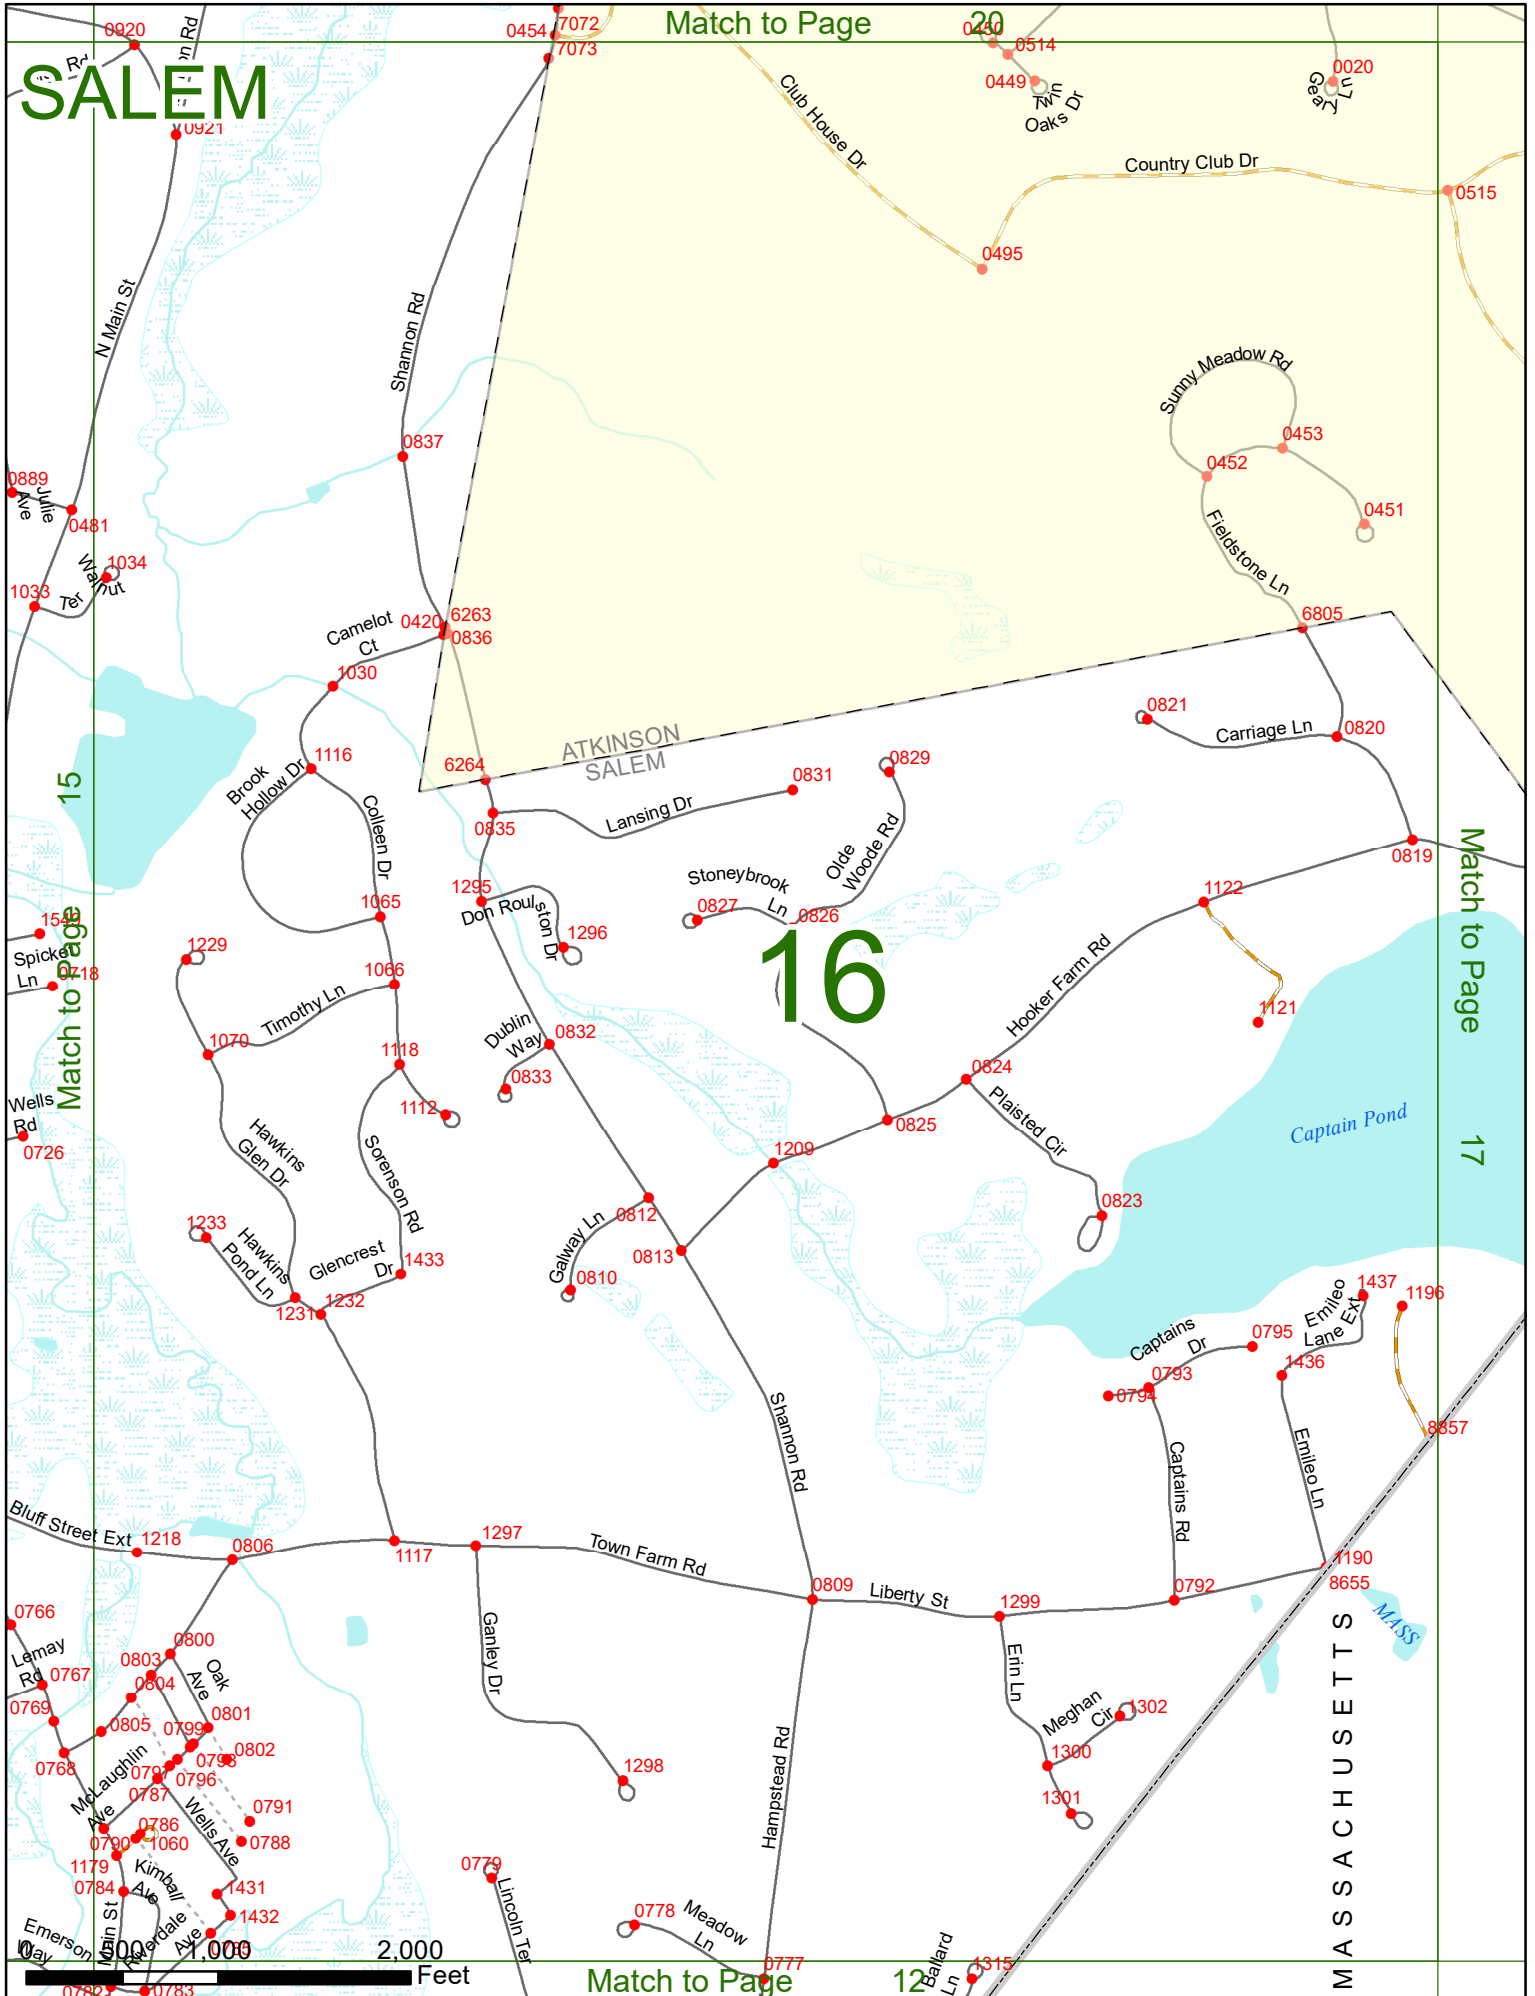 Match to Page 20
SALEM
0920
Rd
on Rd
0921
0454
7072
7073
0450
0514
0449
Twin
Oaks Dr
0020
Geary
Ln
Club House Dr
Country Club Dr
0515
0495
N Main St
Shannon Rd
0837
Sunny Meadow Rd
0453
0452
0451
Fieldstone Ln
6805
0889
Julie
Ave
0481
1034
Walnut
Ter
1033
Camelot
Ct
0420
6263
0836
1030
1116
Brook
Hollow Dr
Colleen Dr
ATKINSON
SALEM
6264
0835
Lansing Dr
0831
0829
Olde
Woode Rd
0821
Carriage Ln
0820
0819
Match to Page 15
Match to Page 17
1295
Don Roulston Dr
1296
Stoneybrook
Ln
0827
0826
16
1122
1121
Hooker Farm Rd
1065
1066
1229
Timothy Ln
1070
1118
1112
1549
Spicket
Ln
0718
Wells
Rd
0726
Dublin
Way
0832
0833
0824
0825
Plaisted Cir
0823
1209
Captain Pond
Hawkins
Glen Dr
Sorenson Rd
1233
Hawkins
Pond Ln
Glencrest
Dr
1433
1231
1232
0812
0813
Galway Ln
0810
Emileo
Lane Ext
1437
1196
Captains
Dr
0795
0793
0794
1436
8857
Captains Rd
Emileo Ln
Shannon Rd
Bluff Street Ext
1218
0806
1117
1297
Town Farm Rd
0809
Liberty St
1299
0792
1190
8655
MASS
MASSACHUSETTS
0766
Lemay
Rd
0767
0769
0768
0800
0803
0804
0805
Oak
Ave
0801
0799
0802
0798
0797
0796
0787
McLaughlin
Ave
Wells Ave
0791
0788
0786
0790
1060
1179
0784
Kimball
Ave
1431
1432
0785
Riverdale
Ave
Main St
Emerson
Way
0782
0783
Ganley Dr
1298
Hampstead Rd
Erin Ln
Meghan
Cir
1302
1300
1301
0779
Lincoln Ter
0778
Meadow
Ln
0777
Ballard
Ln
1315
0 500 1,000 2,000
Feet
Match to Page 12